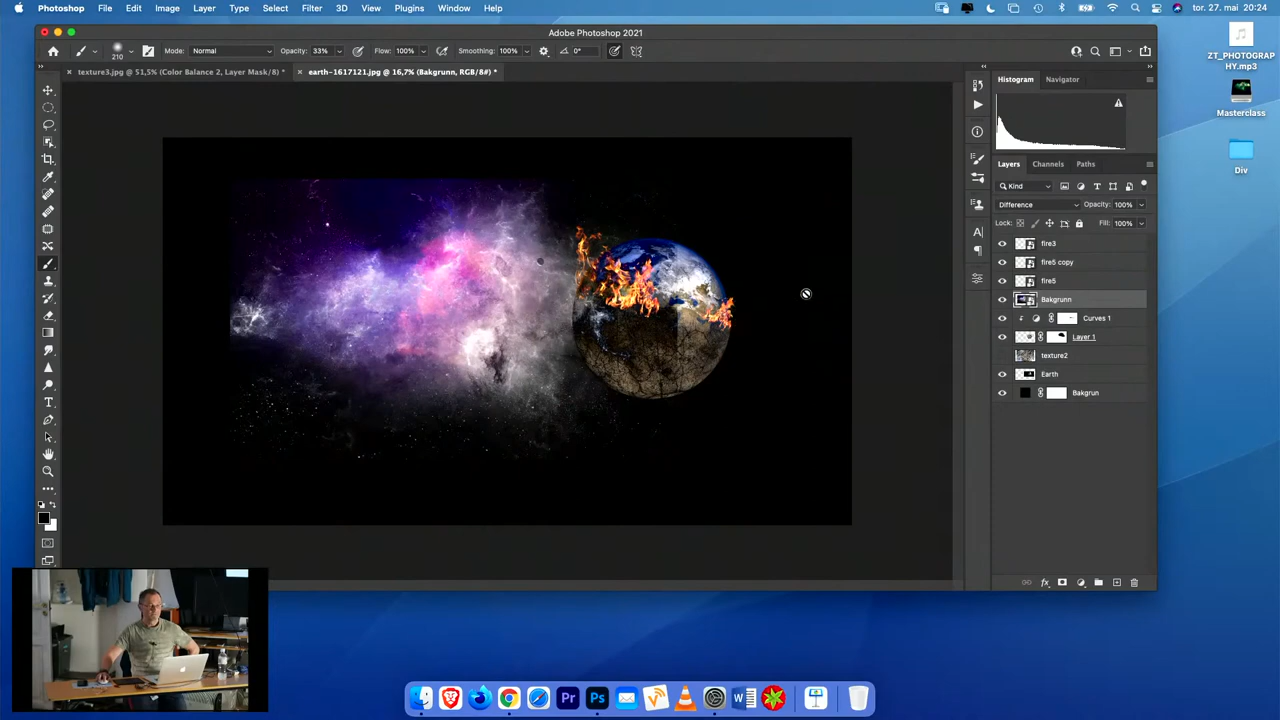 Photoshop File Edit Image Layer Type Select Filter 3D View Plugins Window Help tor. 27. mai 20:24
Adobe Photoshop 2021
210 Mode: Normal Opacity: 33% Flow: 100% Smoothing: 100% 0°
texture3.jpg @ 51,5% (Color Balance 2, Layer Mask/8) * earth-1617121.jpg @ 16,7% (Bakgrunn, RGB/8#) *
Histogram Navigator
Layers Channels Paths
Kind
Difference Opacity: 100%
Lock: Fill: 100%
fire3
fire5 copy
fire5
Bakgrunn
Curves 1
Layer 1
texture2
Earth
Bakgrun
ZT_PHOTOGRAPHY.mp3
Masterclass
Div